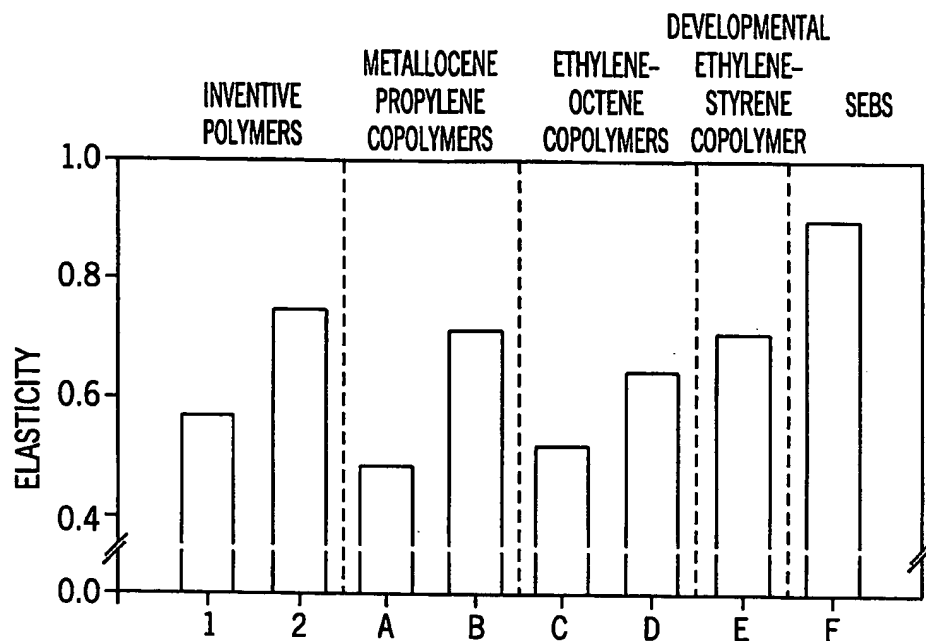 INVENTIVE
POLYMERS
METALLOCENE
PROPYLENE
COPOLYMERS
ETHYLENE-
OCTENE
COPOLYMERS
DEVELOPMENTAL
ETHYLENE-
STYRENE
COPOLYMER
SEBS
ELASTICITY
1.0
0.8
0.6
0.4
0.0
1 2 A B C D E F